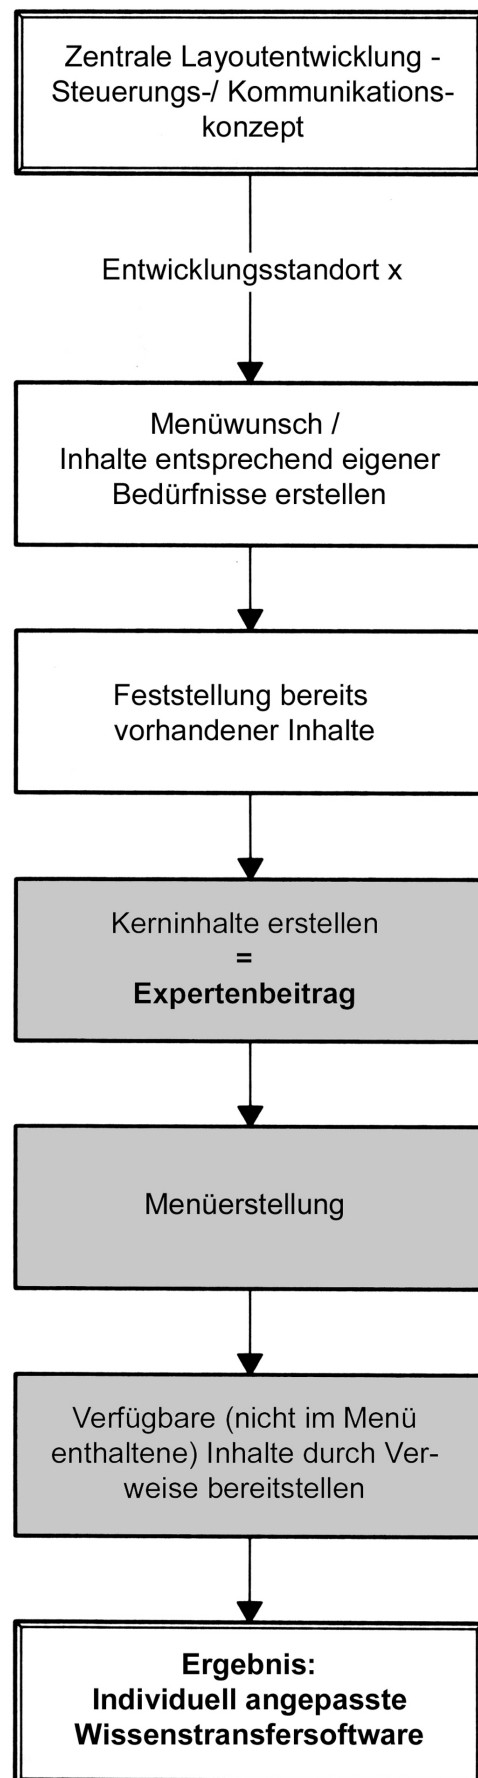 Zentrale Layoutentwicklung -
Steuerungs-/ Kommunikations-
konzept
Entwicklungsstandort x
Menüwunsch /
Inhalte entsprechend eigener
Bedürfnisse erstellen
Feststellung bereits
vorhandener Inhalte
Kerninhalte erstellen
=
Expertenbeitrag
Menüerstellung
Verfügbare (nicht im Menü
enthaltene) Inhalte durch Ver-
weise bereitstellen
Ergebnis:
Individuell angepasste
Wissenstransfersoftware